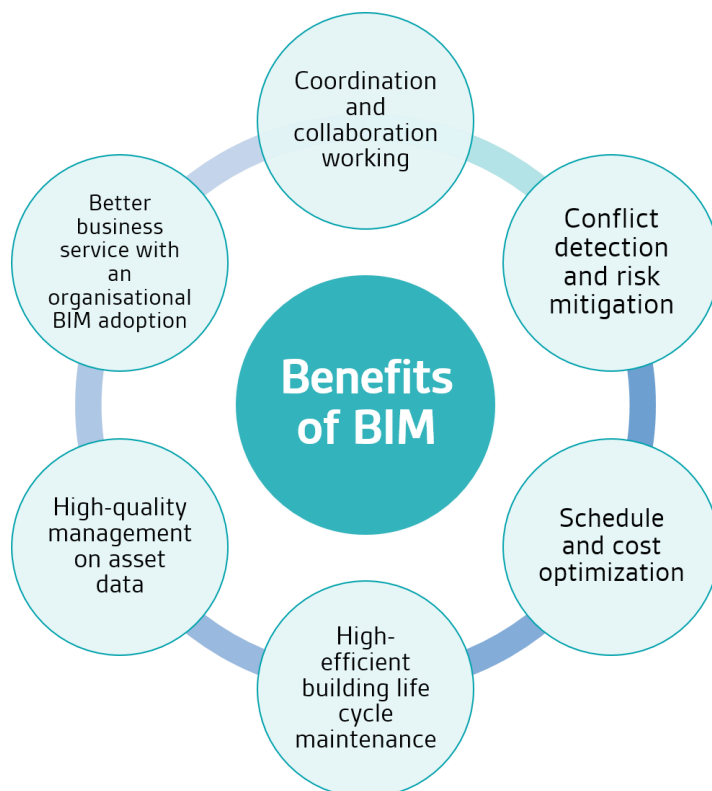 Coordination
and
collaboration
working
Conflict
detection
and risk
mitigation
Schedule
and cost
optimization
High-
efficient
building life
cycle
maintenance
High-quality
management
on asset
data
Better
business
service with
an
organisational
BIM adoption
Benefits
of BIM